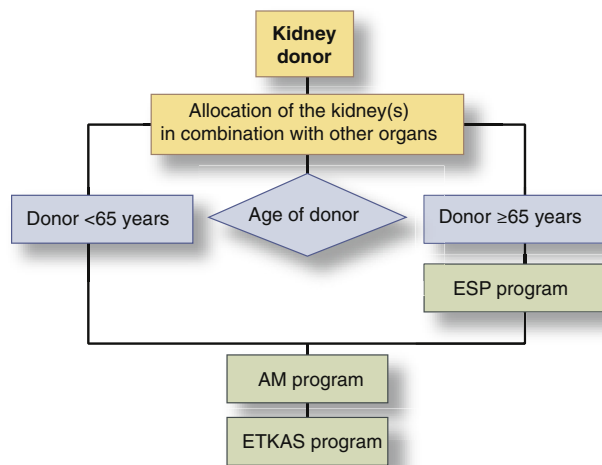 Kidney
donor
Allocation of the kidney(s)
in combination with other organs
Donor <65 years
Age of donor
Donor ≥65 years
ESP program
AM program
ETKAS program